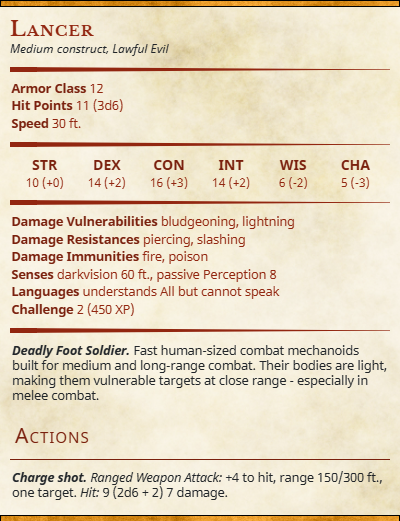 Lancer
Medium construct, Lawful Evil
Armor Class 12
Hit Points 11 (3d6)
Speed 30 ft.
STR DEX CON INT WIS CHA
10 (+0) 14 (+2) 16 (+3) 14 (+2) 6 (-2) 5 (-3)
Damage Vulnerabilities bludgeoning, lightning
Damage Resistances piercing, slashing
Damage Immunities fire, poison
Senses darkvision 60 ft., passive Perception 8
Languages understands All but cannot speak
Challenge 2 (450 XP)
Deadly Foot Soldier. Fast human-sized combat mechanoids
built for medium and long-range combat. Their bodies are light,
making them vulnerable targets at close range - especially in
melee combat.
Actions
Charge shot. Ranged Weapon Attack: +4 to hit, range 150/300 ft.,
one target. Hit: 9 (2d6 + 2) 7 damage.